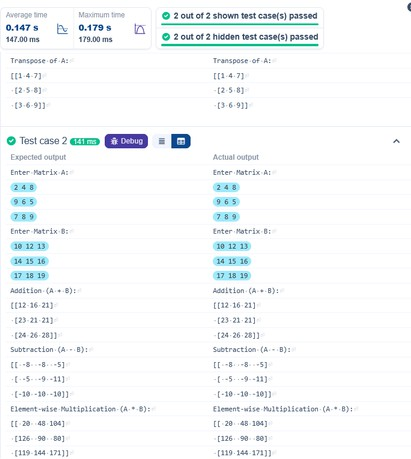 Average time
0.147 s
147.00 ms
Maximum time
0.179 s
179.00 ms
2 out of 2 shown test case(s) passed
2 out of 2 hidden test case(s) passed
Transpose·of·A: Transpose·of·A:
[[1·4·7] [[1·4·7]
·[2·5·8] ·[2·5·8]
·[3·6·9]] ·[3·6·9]]
Test case 2 141 ms Debug
Expected output Actual output
Enter·Matrix·A: Enter·Matrix·A:
2 4 8 2 4 8
9 6 5 9 6 5
7 8 9 7 8 9
Enter·Matrix·B: Enter·Matrix·B:
10 12 13 10 12 13
14 15 16 14 15 16
17 18 19 17 18 19
Addition·(A·+·B): Addition·(A·+·B):
[[12·16·21] [[12·16·21]
·[23·21·21] ·[23·21·21]
·[24·26·28]] ·[24·26·28]]
Subtraction·(A·-·B): Subtraction·(A·-·B):
[[·-8··-8··-5] [[·-8··-8··-5]
·[·-5··-9·-11] ·[·-5··-9·-11]
·[-10·-10·-10]] ·[-10·-10·-10]]
Element-wise·Multiplication·(A·*·B): Element-wise·Multiplication·(A·*·B):
[[·20··48·104] [[·20··48·104]
·[126··90··80] ·[126··90··80]
·[119·144·171]] ·[119·144·171]]